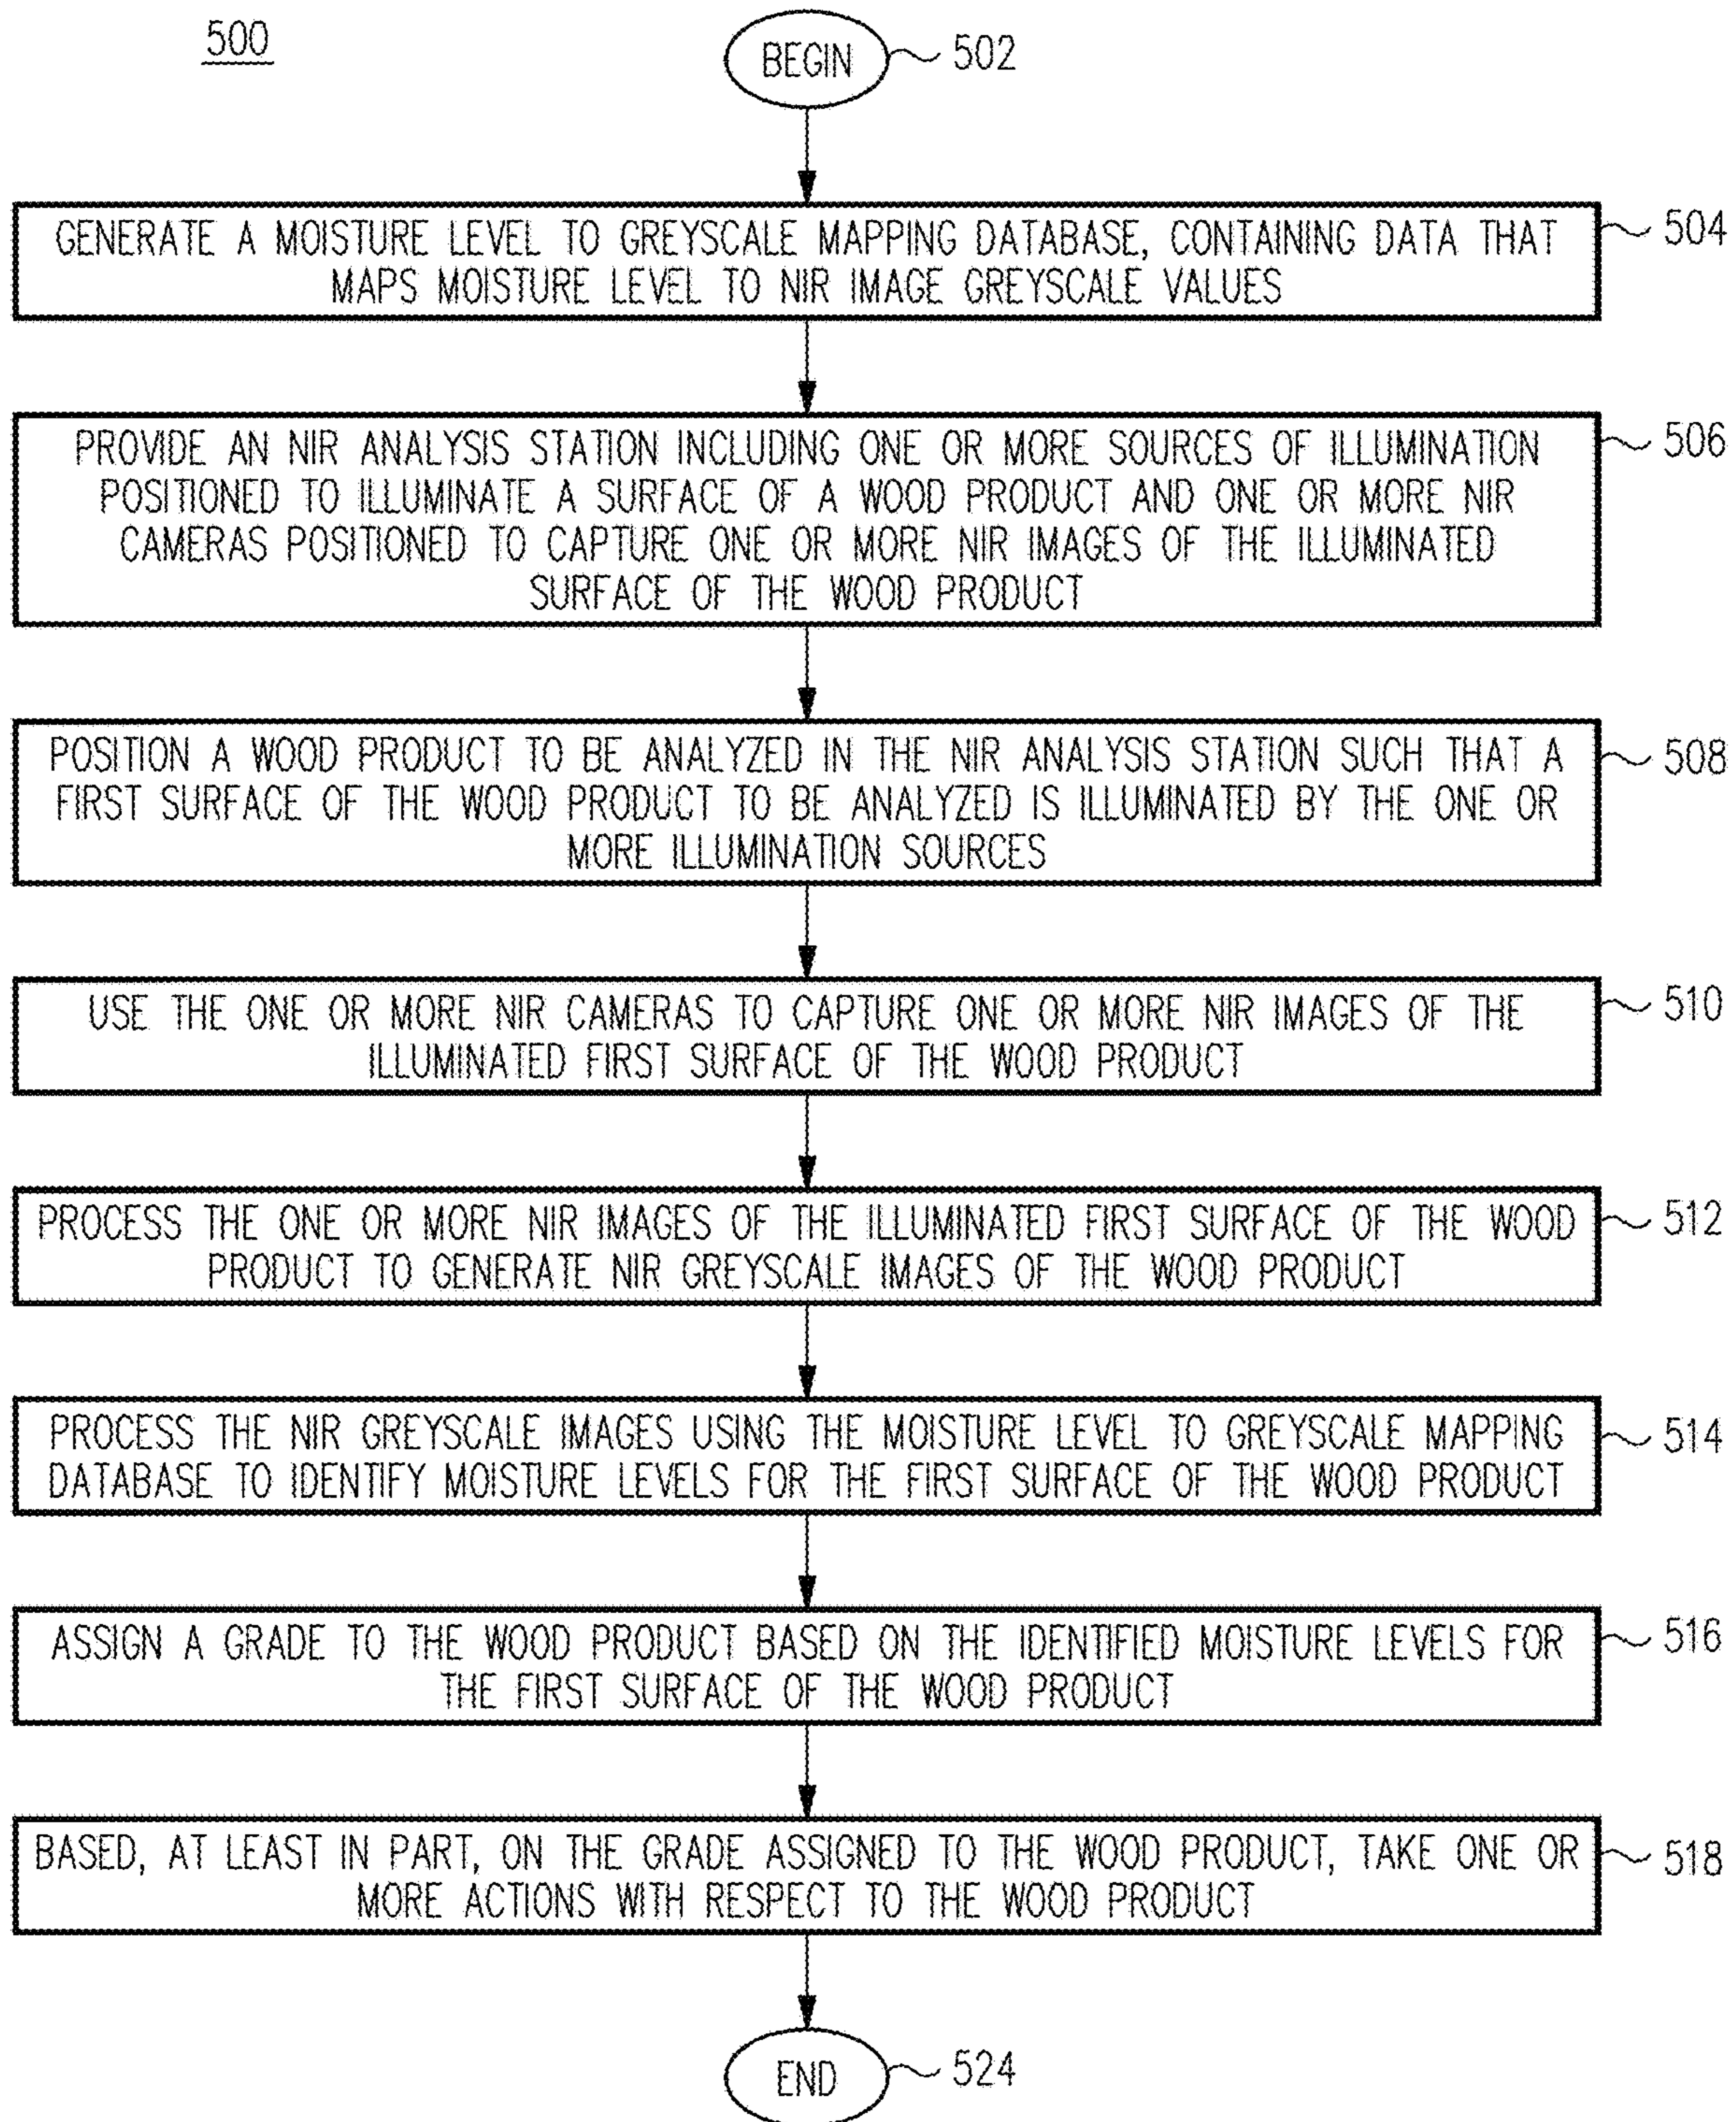 500
BEGIN 502
GENERATE A MOISTURE LEVEL TO GREYSCALE MAPPING DATABASE, CONTAINING DATA THAT 504
MAPS MOISTURE LEVEL TO NIR IMAGE GREYSCALE VALUES
PROVIDE AN NIR ANALYSIS STATION INCLUDING ONE OR MORE SOURCES OF ILLUMINATION 506
POSITIONED TO ILLUMINATE A SURFACE OF A WOOD PRODUCT AND ONE OR MORE NIR
CAMERAS POSITIONED TO CAPTURE ONE OR MORE NIR IMAGES OF THE ILLUMINATED
SURFACE OF THE WOOD PRODUCT
POSITION A WOOD PRODUCT TO BE ANALYZED IN THE NIR ANALYSIS STATION SUCH THAT A 508
FIRST SURFACE OF THE WOOD PRODUCT TO BE ANALYZED IS ILLUMINATED BY THE ONE OR
MORE ILLUMINATION SOURCES
USE THE ONE OR MORE NIR CAMERAS TO CAPTURE ONE OR MORE NIR IMAGES OF THE 510
ILLUMINATED FIRST SURFACE OF THE WOOD PRODUCT
PROCESS THE ONE OR MORE NIR IMAGES OF THE ILLUMINATED FIRST SURFACE OF THE WOOD 512
PRODUCT TO GENERATE NIR GREYSCALE IMAGES OF THE WOOD PRODUCT
PROCESS THE NIR GREYSCALE IMAGES USING THE MOISTURE LEVEL TO GREYSCALE MAPPING 514
DATABASE TO IDENTIFY MOISTURE LEVELS FOR THE FIRST SURFACE OF THE WOOD PRODUCT
ASSIGN A GRADE TO THE WOOD PRODUCT BASED ON THE IDENTIFIED MOISTURE LEVELS FOR 516
THE FIRST SURFACE OF THE WOOD PRODUCT
BASED, AT LEAST IN PART, ON THE GRADE ASSIGNED TO THE WOOD PRODUCT, TAKE ONE OR 518
MORE ACTIONS WITH RESPECT TO THE WOOD PRODUCT
END 524